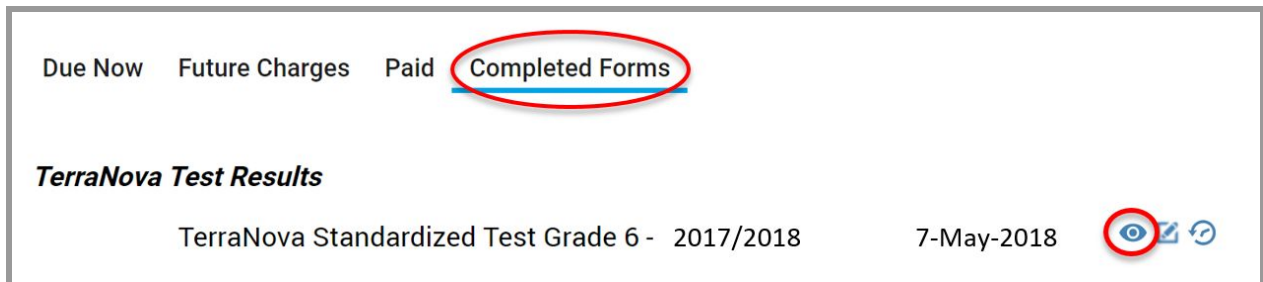 Due Now Future Charges Paid Completed Forms
TerraNova Test Results
TerraNova Standardized Test Grade 6 - 2017/2018 7-May-2018